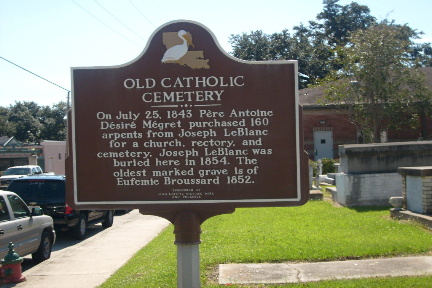 OLD CATHOLIC
CEMETERY
On July 25, 1843 Père Antoine
Désiré Mégret purchased 160
arpents from Joseph LeBlanc
for a church, rectory, and
cemetery. Joseph LeBlanc was
buried here in 1854. The
oldest marked grave is of
Eufemie Broussard 1852.